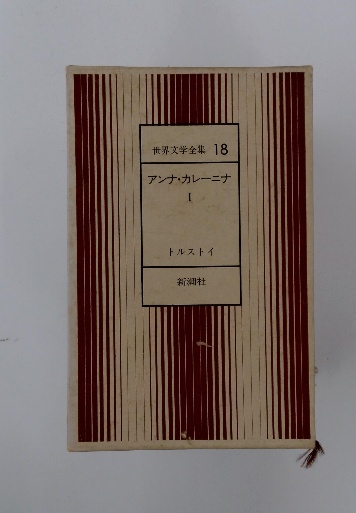 世界文学全集 18
アンナ・カレーニナ
I
トルストイ
新潮社